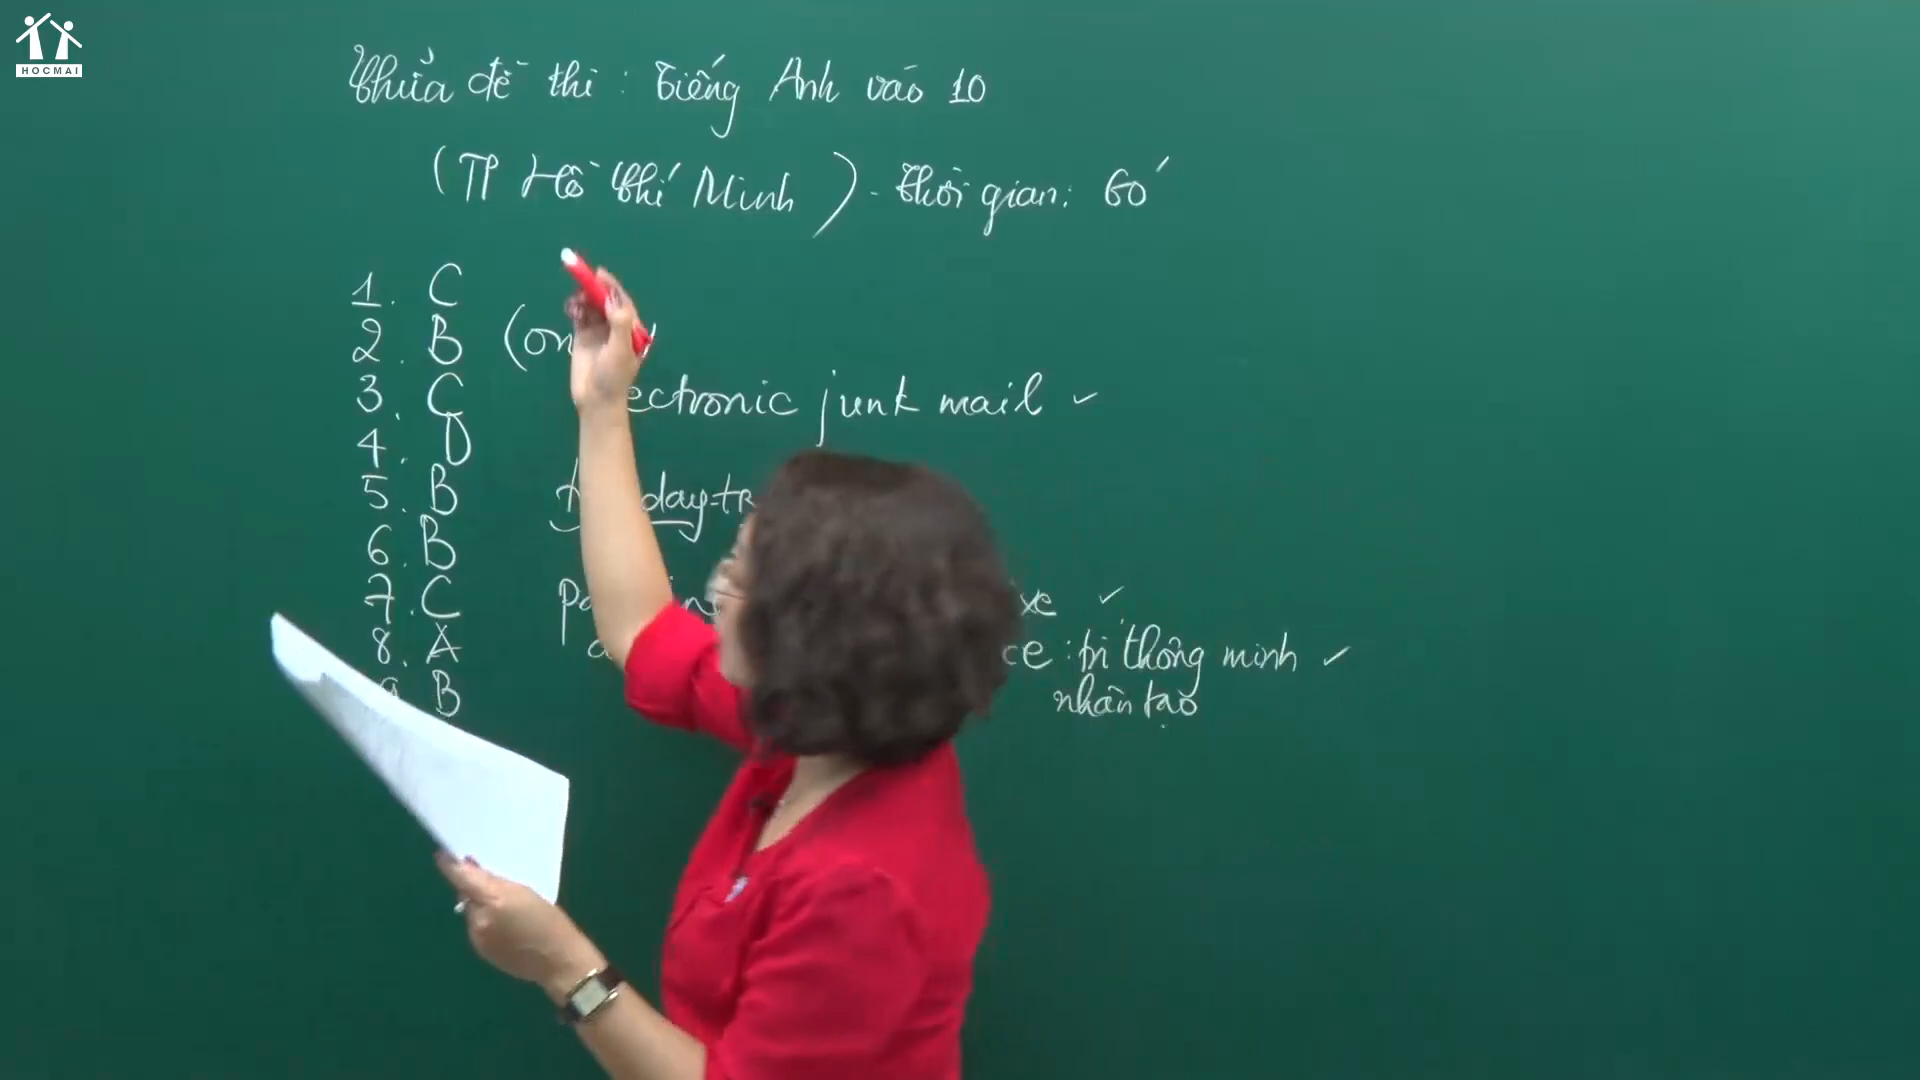 HOCMAI
Chữa đề thi : Tiếng Anh vào 10
(TP Hồ Chí Minh) - Thời gian: 60'
1. C
2. B (on
3. C ectronic junk mail ✓
4. D
5. B day-tr
6. B
7. C xe ✓
8. A ce : trí thông minh ✓
nhân tạo
9. B